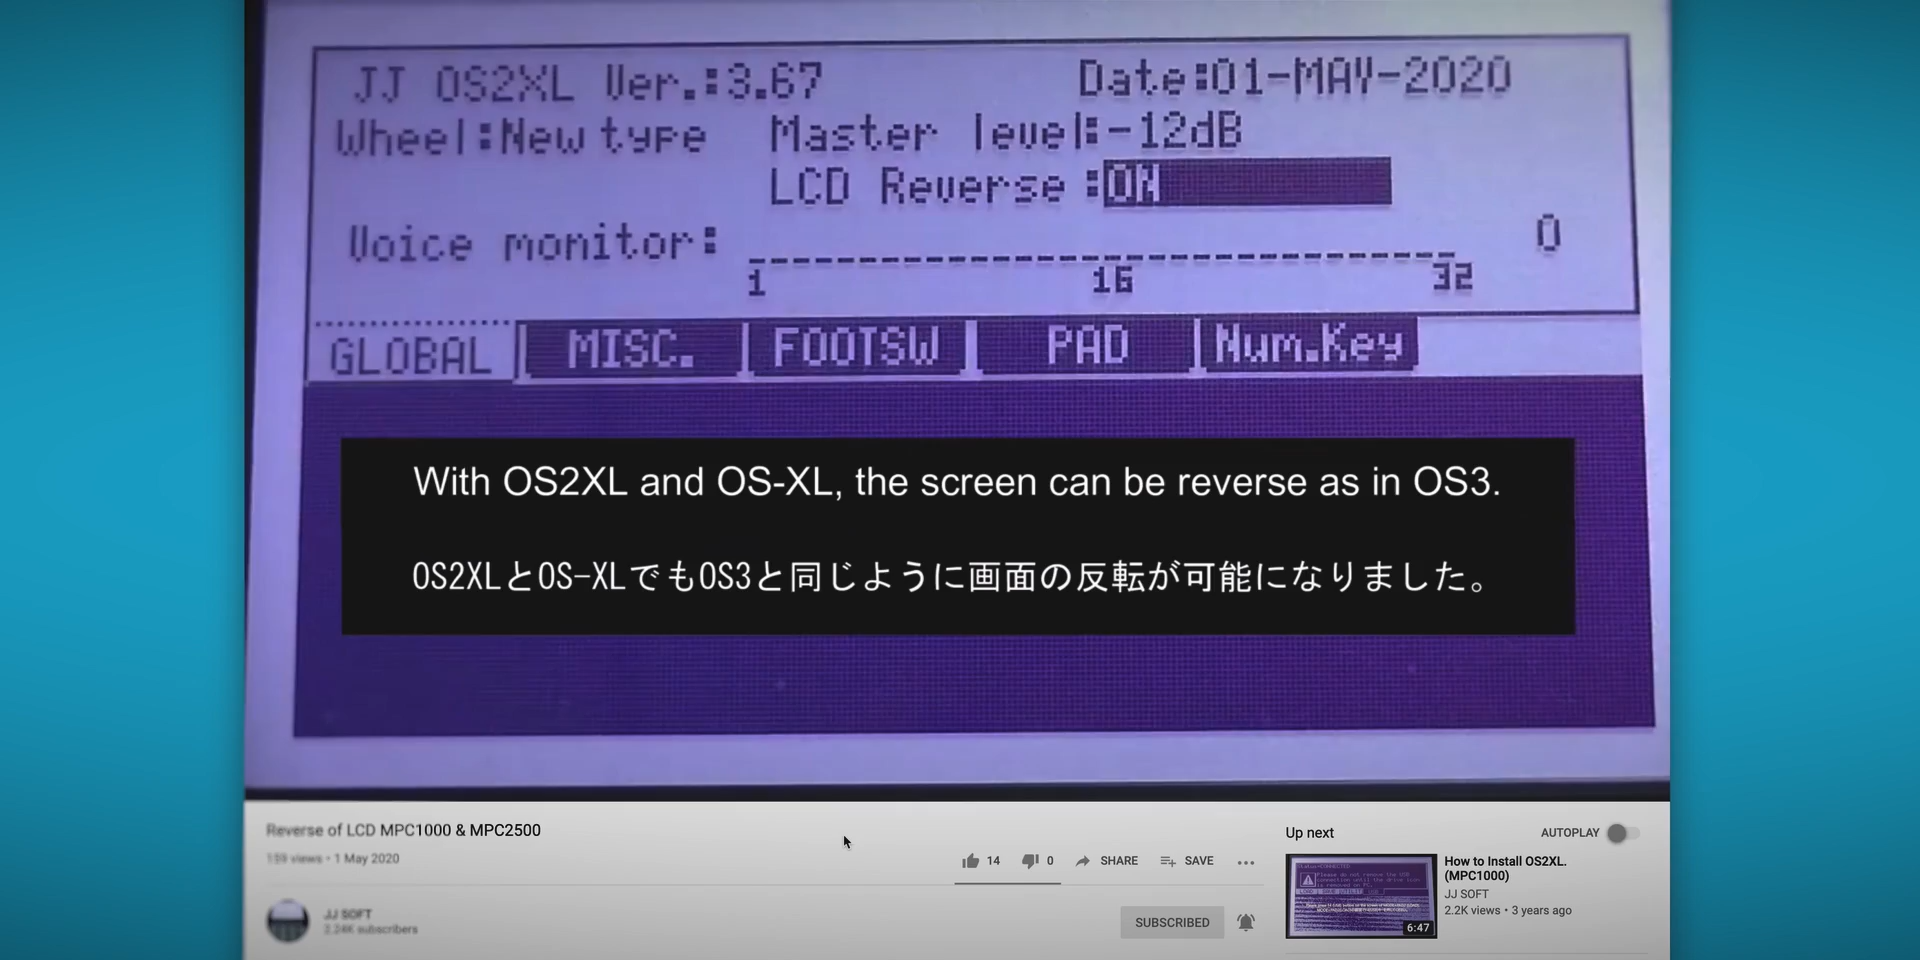 JJ OS2XL Ver.:3.67 Date:01-MAY-2020
Wheel:New type Master level:-12dB
LCD Reverse :ON
Voice monitor: 0
1 16 32
GLOBAL MISC. FOOTSW PAD Num.Key
With OS2XL and OS-XL, the screen can be reverse as in OS3.
OS2XLとOS-XLでもOS3と同じように画面の反転が可能になりました。
Reverse of LCD MPC1000 & MPC2500
159 views • 1 May 2020
14 0 SHARE SAVE
JJ SOFT
3.24K subscribers
SUBSCRIBED
Up next AUTOPLAY
How to Install OS2XL.
(MPC1000)
JJ SOFT
2.2K views • 3 years ago
6:47